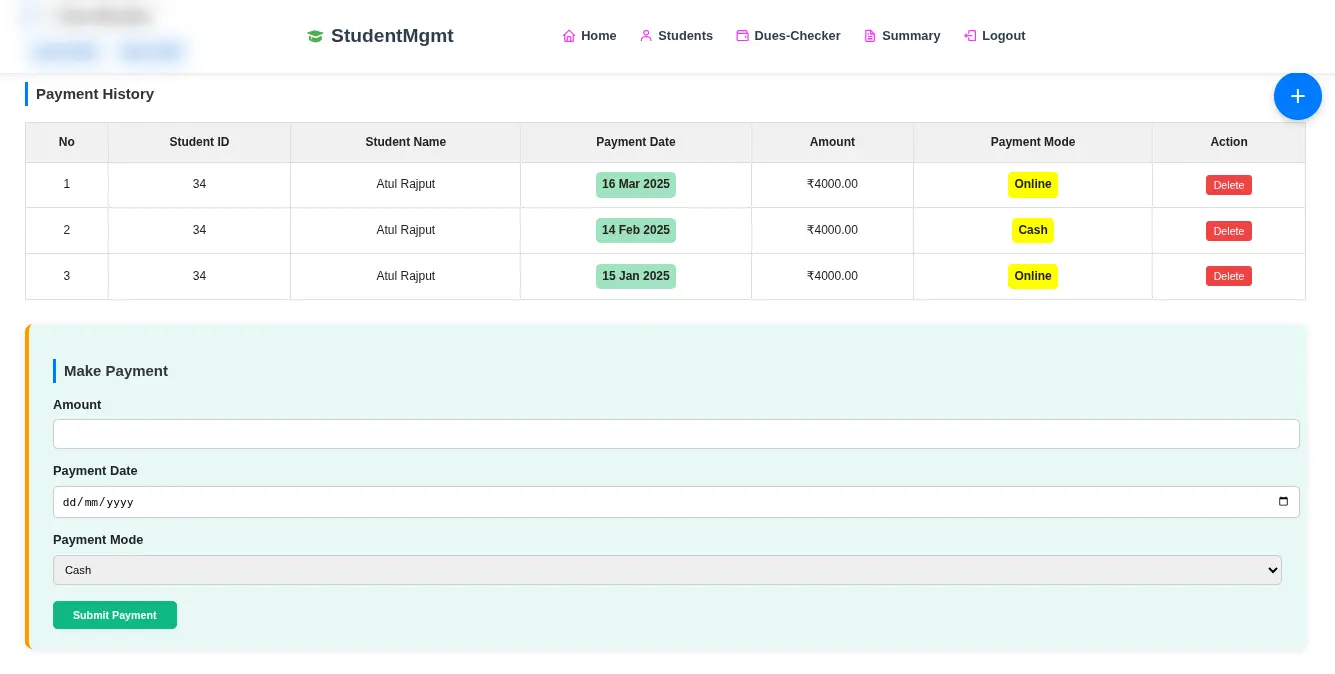 StudentMgmt Home Students Dues-Checker Summary Logout
Payment History
+
No Student ID Student Name Payment Date Amount Payment Mode Action
1 34 Atul Rajput 16 Mar 2025 ₹4000.00 Online Delete
2 34 Atul Rajput 14 Feb 2025 ₹4000.00 Cash Delete
3 34 Atul Rajput 15 Jan 2025 ₹4000.00 Online Delete
Make Payment
Amount
Payment Date
dd/mm/yyyy
Payment Mode
Cash
Submit Payment